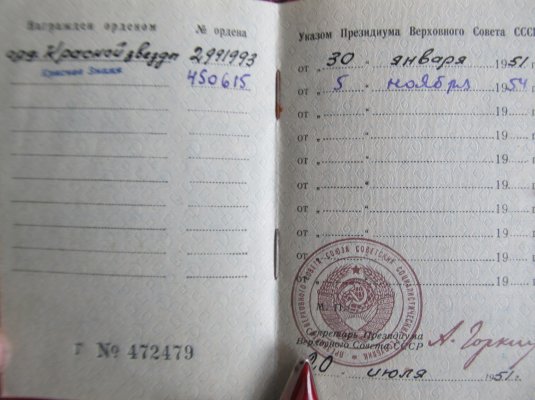 Награжден орденом № ордена
орд. Красной звезды 2991993
Красное Знамя 450615
Г № 472479
Указом Президиума Верховного Совета СССР
от „30" января 1951 г
от „5" ноября 1954 г
от „ " 19 г
от „ " 19 г
от „ " 19 г
от „ " 19 г
от „ " 19 г
от „ " 19 г
от „ " 19 г
М. П.
Секретарь Президиума
Верховного Совета СССР А. Горкин
20 июля 1951 г.